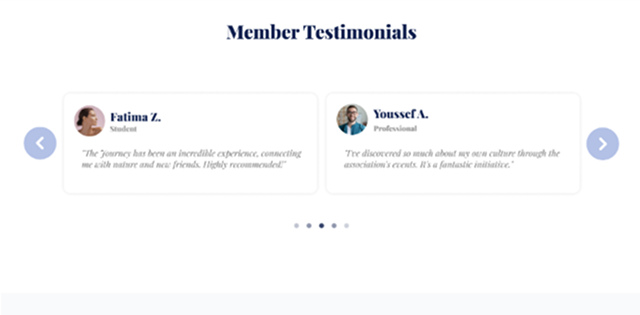 Member Testimonials
Fatima Z.
Student
"The Journey has been an incredible experience, connecting
me with nature and new friends. Highly recommended!"
Youssef A.
Professional
"I've discovered so much about my own culture through the
association's events. It's a fantastic initiative."